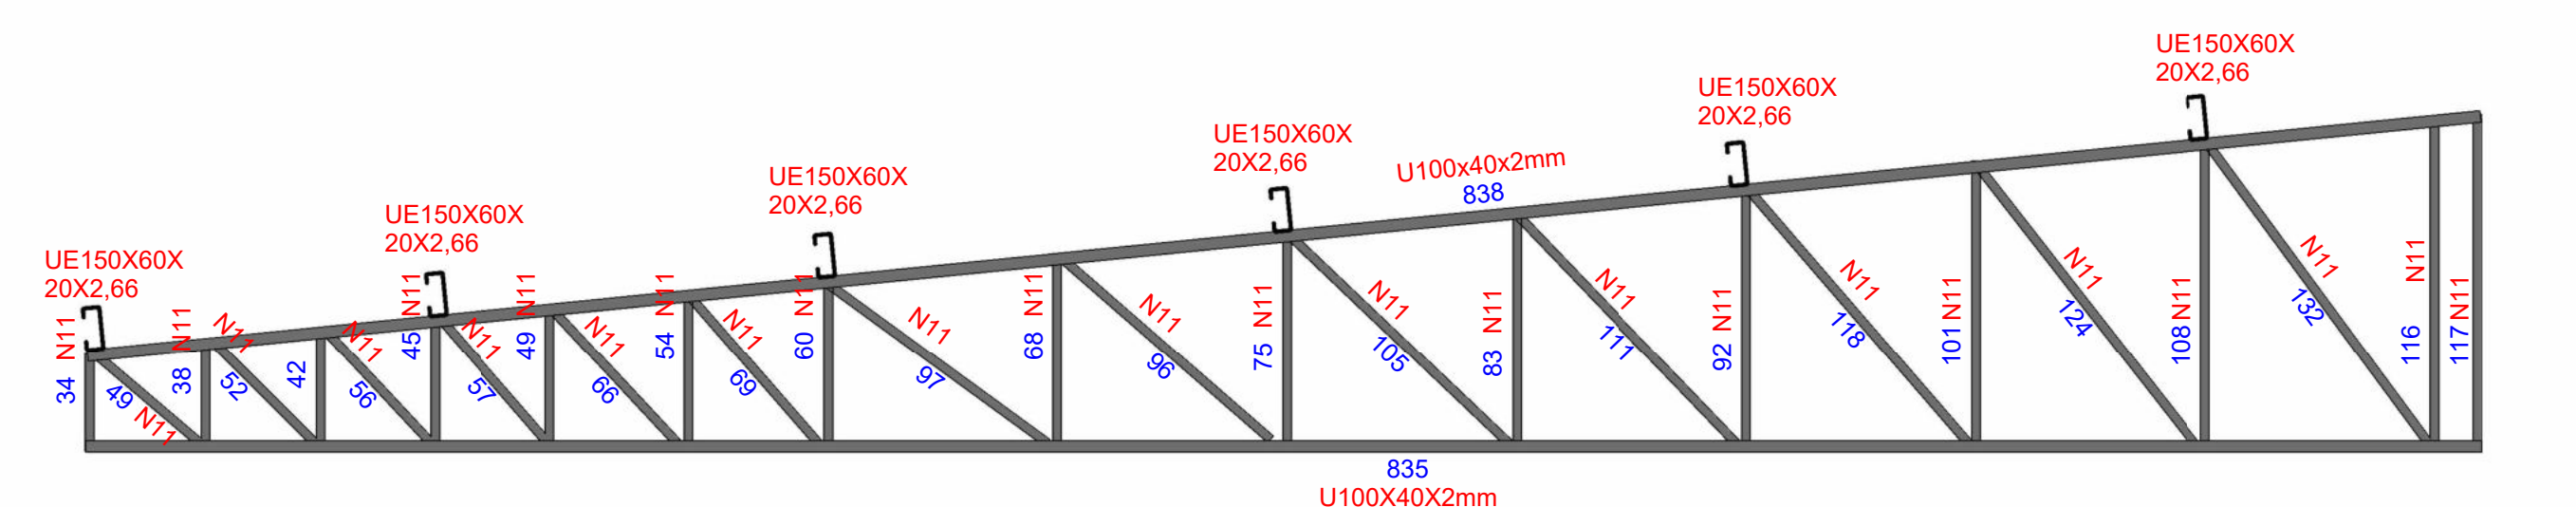 UE150X60X
20X2,66
UE150X60X
20X2,66
UE150X60X
20X2,66
UE150X60X
20X2,66
UE150X60X
20X2,66
UE150X60X
20X2,66
U100x40x2mm
838
N11
34
49
N11
N11
38
N11
52
42
N11
56
N11
45
N11
57
N11
49
N11
66
N11
54
N11
69
N11
60
N11
97
N11
68
N11
96
N11
75
N11
105
N11
83
N11
111
N11
92
N11
118
N11
101
N11
124
N11
108
N11
132
N11
116
N11
117
835
U100X40X2mm